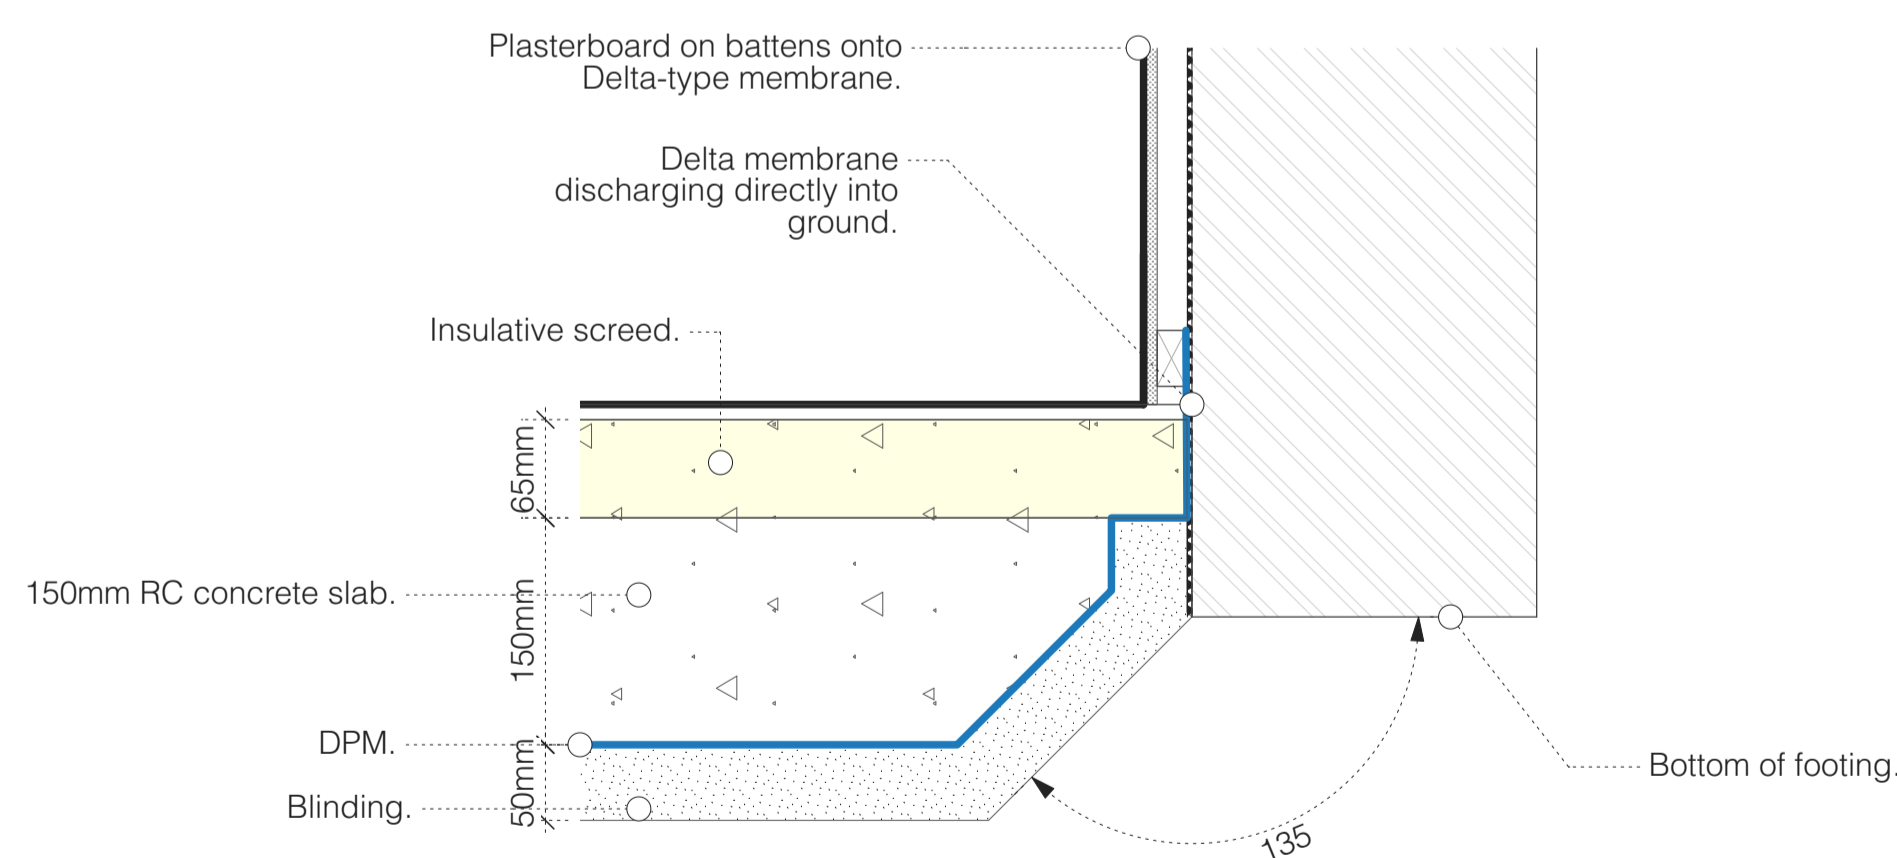 Plasterboard on battens onto
Delta-type membrane.
Delta membrane
discharging directly into
ground.
Insulative screed.
65mm
150mm RC concrete slab.
150mm
DPM.
50mm
Blinding.
Bottom of footing.
135